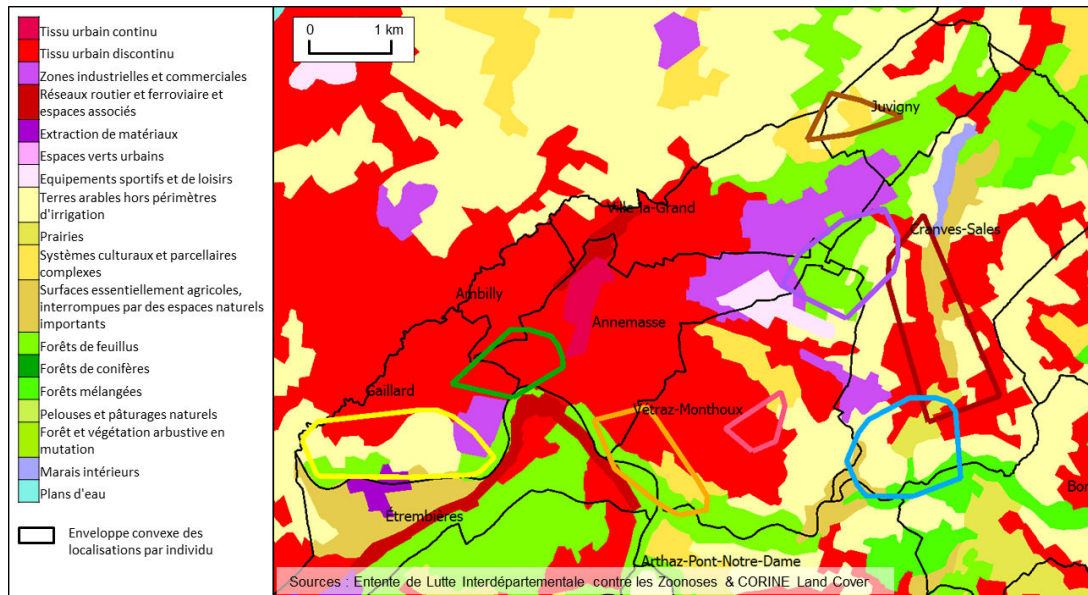 Tissu urbain continu
Tissu urbain discontinu
Zones industrielles et commerciales
Réseaux routier et ferroviaire et
espaces associés
Extraction de matériaux
Espaces verts urbains
Equipements sportifs et de loisirs
Terres arables hors périmètres
d'irrigation
Prairies
Systèmes culturaux et parcellaires
complexes
Surfaces essentiellement agricoles,
interrompues par des espaces naturels
importants
Forêts de feuillus
Forêts de conifères
Forêts mélangées
Pelouses et pâturages naturels
Forêt et végétation arbustive en
mutation
Marais intérieurs
Plans d'eau
Enveloppe convexe des
localisations par individu
0 1 km
Juvigny
Ville-la-Grand
Cranves-Sales
Ambilly
Annemasse
Gaillard
Vétraz-Monthoux
Bon
Étrembières
Arthaz-Pont-Notre-Dame
Sources : Entente de Lutte Interdépartementale contre les Zoonoses & CORINE Land Cover